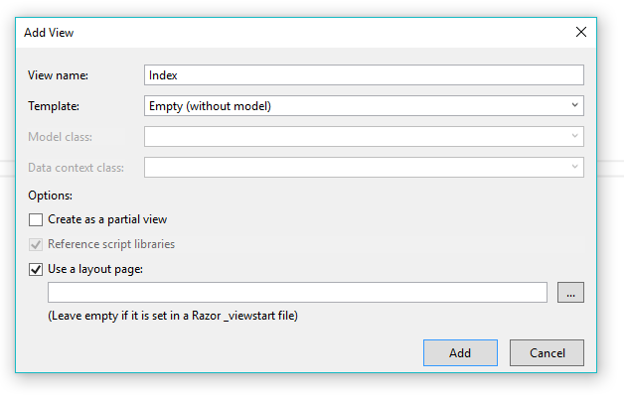 Add View
View name: Index
Template: Empty (without model)
Model class:
Data context class:
Options:
Create as a partial view
Reference script libraries
Use a layout page:
...
(Leave empty if it is set in a Razor _viewstart file)
Add Cancel